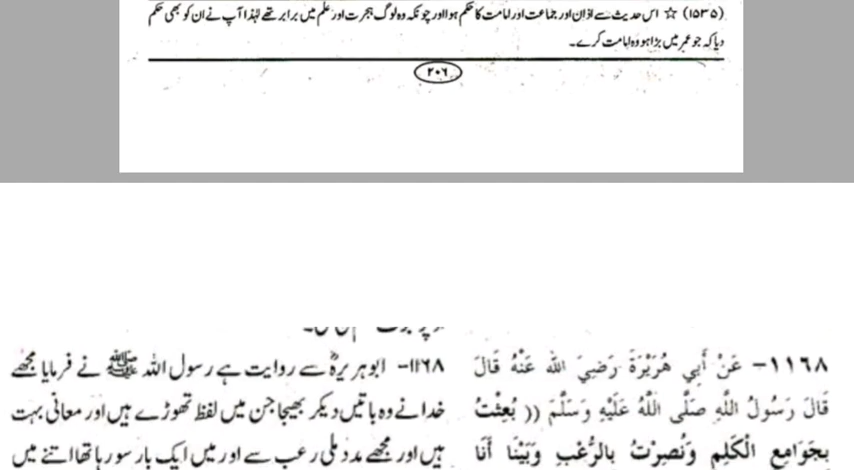 (۱۵۳۵) ☆ اس حدیث سے اذان اور جماعت اور امامت کا حکم ہوا اور چونکہ وہ لوگ ہجرت اور علم میں برابر تھے لہٰذا آپ نے ان کو بھی حکم
دیا کہ جو عمر میں بڑا ہو وہ امامت کرے۔
۲۰۶
۱۱۶۸- عَنْ أَبِي هُرَيْرَةَ رَضِيَ اللهُ عَنْهُ قَالَ
قَالَ رَسُولُ اللَّهِ صَلَّى اللَّهُ عَلَيْهِ وَسَلَّمَ (( بُعِثْتُ
بِجَوَامِعِ الْكَلِمِ وَنُصِرْتُ بِالرُّعْبِ وَبَيْنَا أَنَا
۱۱۶۸- ابوہریرہؓ سے روایت ہے رسول اللہ ﷺ نے فرمایا مجھے
خدا نے وہ باتیں دیکر بھیجا جن میں لفظ تھوڑے ہیں اور معانی بہت
ہیں اور مجھے مدد ملی رعب سے اور میں ایک بار سو رہا تھا اتنے میں